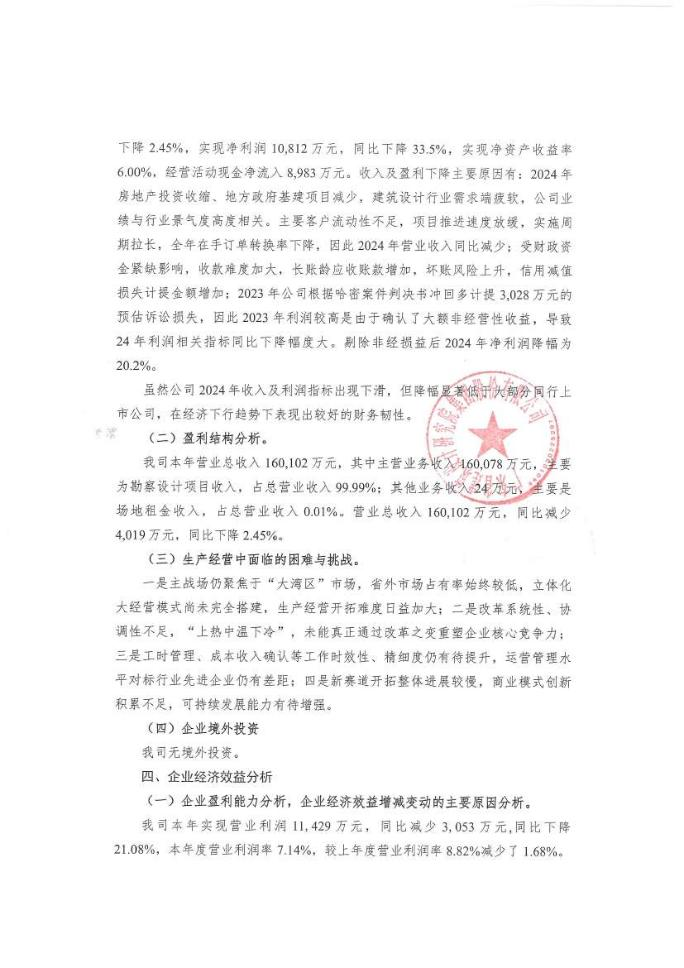 下降 2.45%，实现净利润 10,812 万元，同比下降 33.5%，实现净资产收益率
6.00%，经营活动现金净流入 8,983 万元。收入及盈利下降主要原因有：2024 年
房地产投资收缩、地方政府基建项目减少，建筑设计行业需求端疲软，公司业
绩与行业景气度高度相关。主要客户流动性不足，项目推进速度放缓，实施周
期拉长，全年在手订单转换率下降，因此 2024 年营业收入同比减少；受财政资
金紧缺影响，收款难度加大，长账龄应收账款增加，坏账风险上升，信用减值
损失计提金额增加；2023 年公司根据哈密案件判决书冲回多计提 3,028 万元的
预估诉讼损失，因此 2023 年利润较高是由于确认了大额非经营性收益，导致
24 年利润相关指标同比下降幅度大。剔除非经损益后 2024 年净利润降幅为
20.2%。
虽然公司 2024 年收入及利润指标出现下滑，但降幅显著低于大部分同行上
市公司，在经济下行趋势下表现出较好的财务韧性。
（二）盈利结构分析。
我司本年营业总收入 160,102 万元，其中主营业务收入 160,078 万元，主要
为勘察设计项目收入，占总营业收入 99.99%；其他业务收入 24 万元，主要是
场地租金收入，占总营业收入 0.01%。营业总收入 160,102 万元，同比减少
4,019 万元，同比下降 2.45%。
（三）生产经营中面临的困难与挑战。
一是主战场仍聚焦于“大湾区”市场，省外市场占有率始终较低，立体化
大经营模式尚未完全搭建，生产经营开拓难度日益加大；二是改革系统性、协
调性不足，“上热中温下冷”，未能真正通过改革之变重塑企业核心竞争力；
三是工时管理、成本收入确认等工作时效性、精细度仍有待提升，运营管理水
平对标行业先进企业仍有差距；四是新赛道开拓整体进展较慢，商业模式创新
积累不足，可持续发展能力有待增强。
（四）企业境外投资
我司无境外投资。
四、企业经济效益分析
（一）企业盈利能力分析，企业经济效益增减变动的主要原因分析。
我司本年实现营业利润 11,429 万元，同比减少 3,053 万元,同比下降
21.08%，本年度营业利润率 7.14%，较上年度营业利润率 8.82%减少了 1.68%。